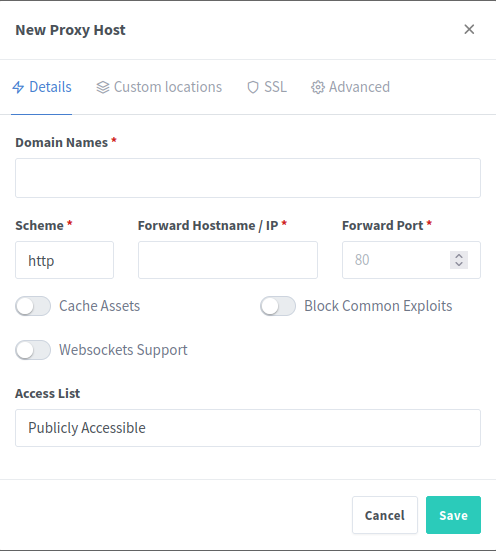 New Proxy Host
Details Custom locations SSL Advanced
Domain Names *
Scheme * Forward Hostname / IP * Forward Port *
http 80
Cache Assets Block Common Exploits
Websockets Support
Access List
Publicly Accessible
Cancel Save